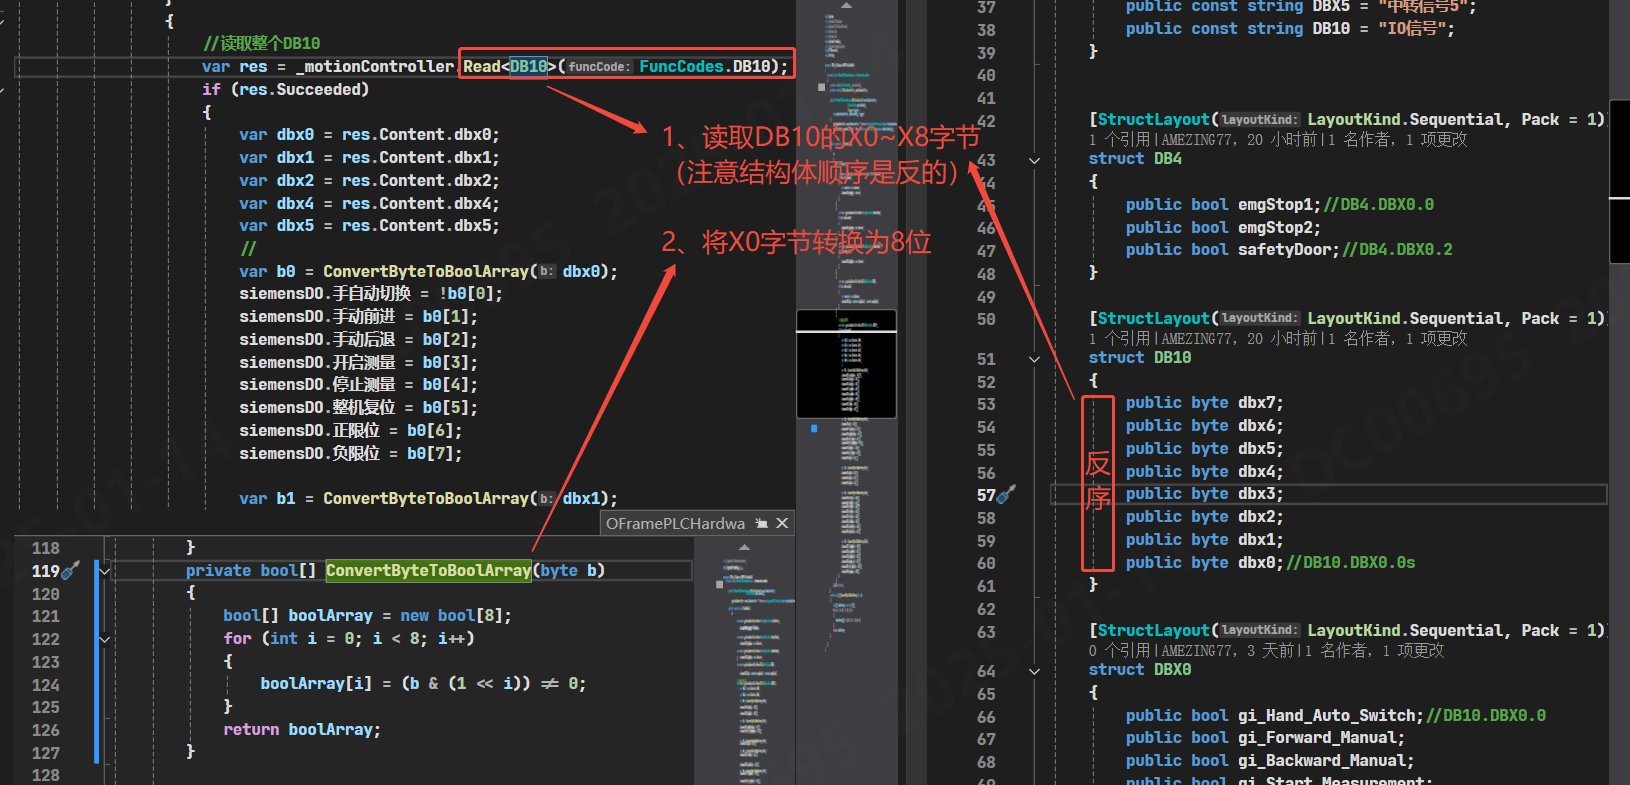 {
//读取整个DB10
var res = _motionController.Read<DB10>(funcCode: FuncCodes.DB10);
if (res.Succeeded)
{
var dbx0 = res.Content.dbx0;
var dbx1 = res.Content.dbx1;
var dbx2 = res.Content.dbx2;
var dbx4 = res.Content.dbx4;
var dbx5 = res.Content.dbx5;
//
var b0 = ConvertByteToBoolArray(b: dbx0);
siemensDO.手自动切换 = !b0[0];
siemensDO.手动前进 = b0[1];
siemensDO.手动后退 = b0[2];
siemensDO.开启测量 = b0[3];
siemensDO.停止测量 = b0[4];
siemensDO.整机复位 = b0[5];
siemensDO.正限位 = b0[6];
siemensDO.负限位 = b0[7];
var b1 = ConvertByteToBoolArray(b: dbx1);
1、读取DB10的X0~X8字节
（注意结构体顺序是反的）
2、将X0字节转换为8位
OFramePLCHardwa
118 }
119 private bool[] ConvertByteToBoolArray(byte b)
120 {
121 bool[] boolArray = new bool[8];
122 for (int i = 0; i < 8; i++)
123 {
124 boolArray[i] = (b & (1 << i)) != 0;
125 }
126 return boolArray;
127 }
128
37 public const string DBX5 = "中转信号5";
38 public const string DB10 = "IO信号";
39 }
40
41
42 [StructLayout(layoutKind: LayoutKind.Sequential, Pack = 1)
1 个引用|AMEZING77, 20 小时前|1 名作者, 1 项更改
43 struct DB4
44 {
45 public bool emgStop1;//DB4.DBX0.0
46 public bool emgStop2;
47 public bool safetyDoor;//DB4.DBX0.2
48 }
49
50 [StructLayout(layoutKind: LayoutKind.Sequential, Pack = 1)
1 个引用|AMEZING77, 20 小时前|1 名作者, 1 项更改
51 struct DB10
52 {
53 public byte dbx7;
54 public byte dbx6;
55 public byte dbx5;
56 public byte dbx4;
57 public byte dbx3;
58 public byte dbx2;
59 public byte dbx1;
60 public byte dbx0;//DB10.DBX0.0s
61 }
反序
62
63 [StructLayout(layoutKind: LayoutKind.Sequential, Pack = 1)
0 个引用|AMEZING77, 3 天前|1 名作者, 1 项更改
64 struct DBX0
65 {
66 public bool gi_Hand_Auto_Switch;//DB10.DBX0.0
67 public bool gi_Forward_Manual;
68 public bool gi_Backward_Manual;
69 public bool gi_Start_Measurement;